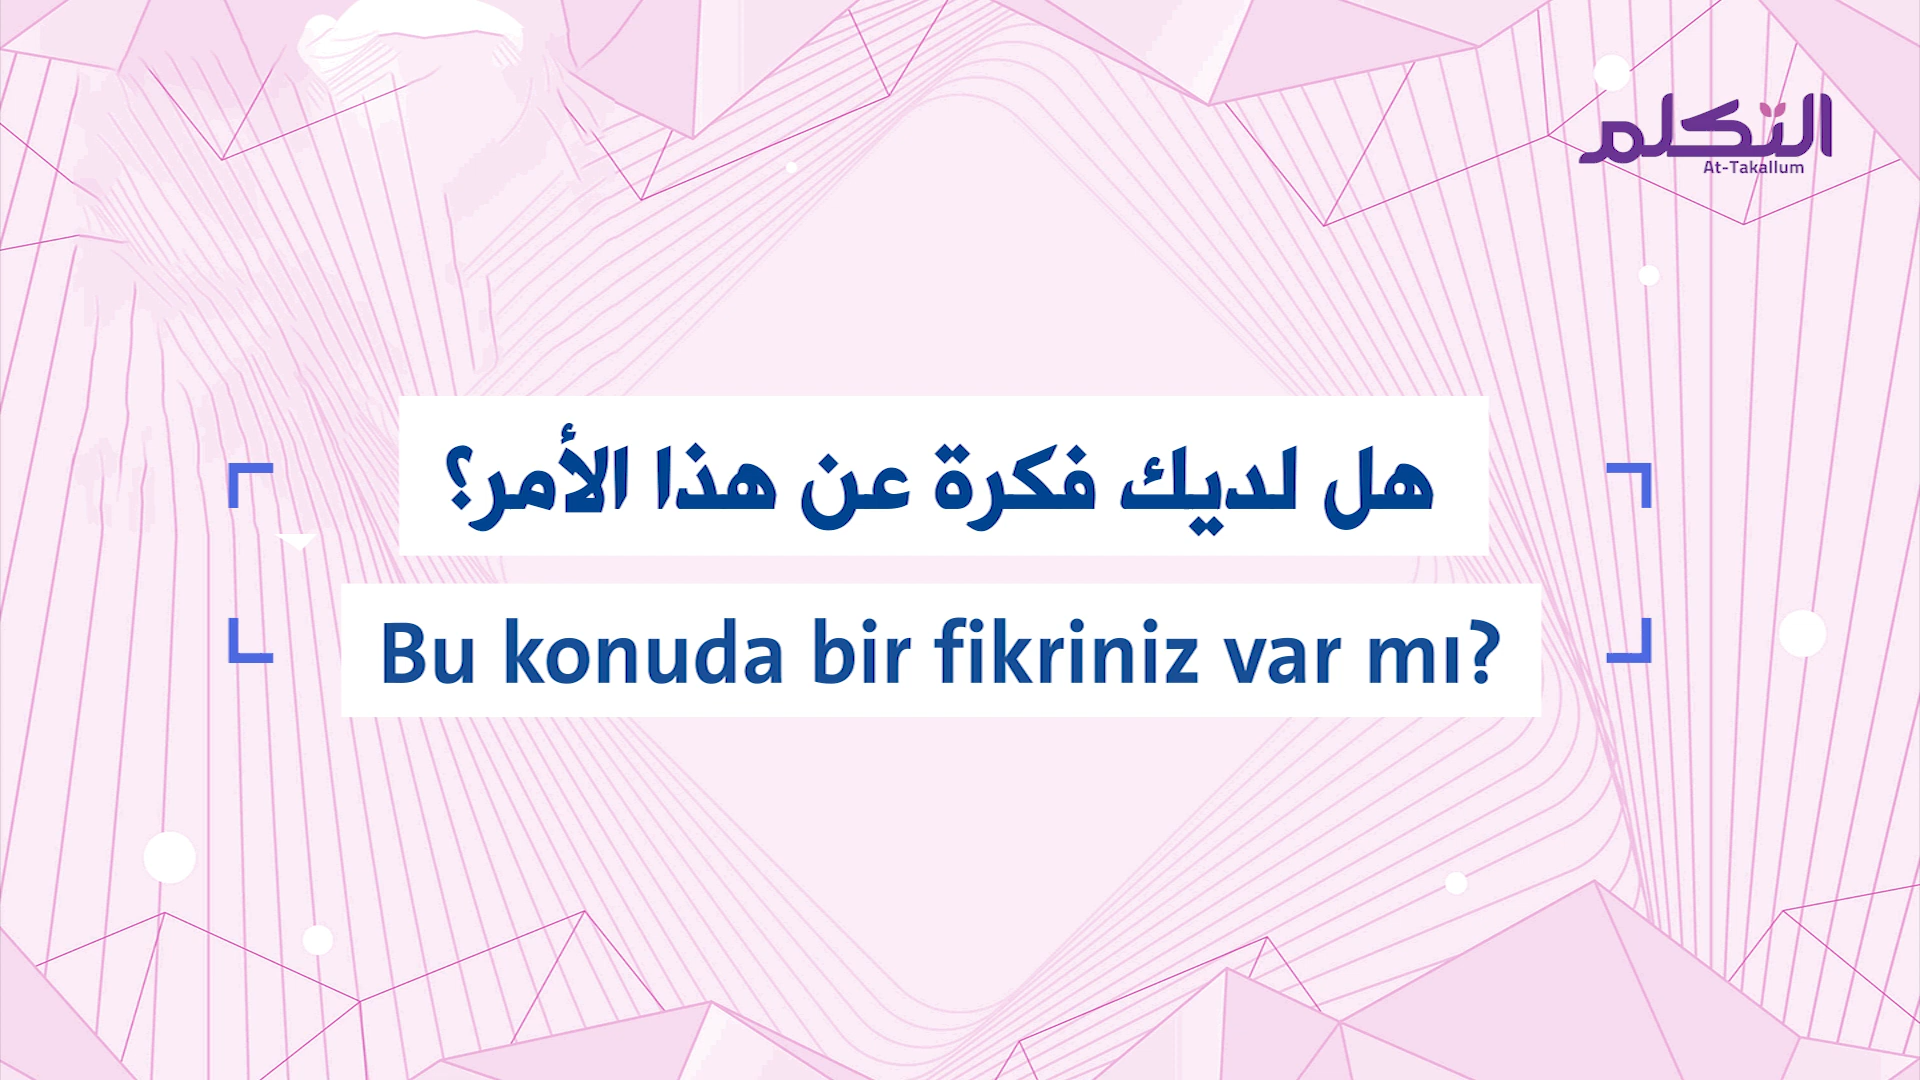 التكلم
At-Takallum
هل لديك فكرة عن هذا الأمر؟
Bu konuda bir fikriniz var mı?